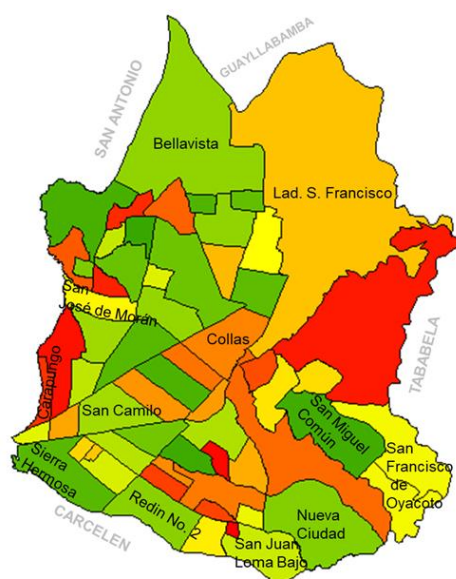 GUAYLLABAMBA
SAN ANTONIO
Bellavista
Lad. S. Francisco
San
José de Morán
TABABELA
Collas
Carapungo
San Camilo
San Miguel
Común
San
Francisco
de
Oyacoto
Sierra
Hermosa
Redin No. 2
Nueva
Ciudad
CARCELEN
San Juan
Loma Bajo